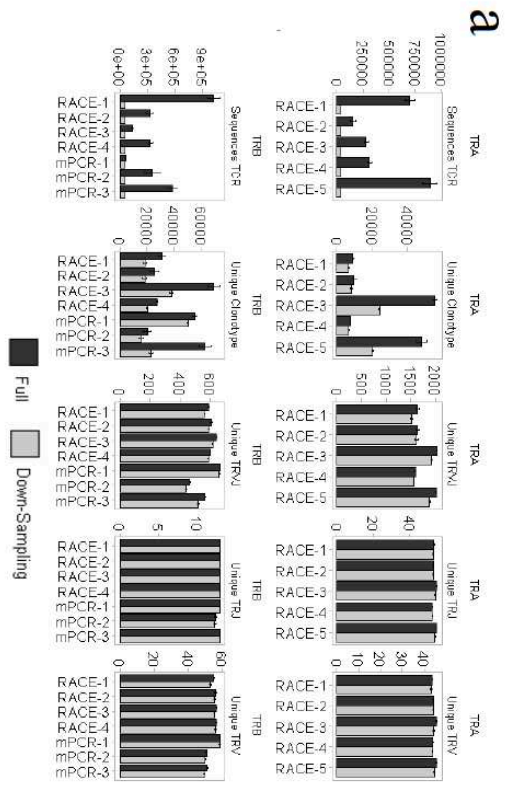 a
TRA
Sequences TCR
1000000
750000
500000
250000
0
RACE-1
RACE-2
RACE-3
RACE-4
RACE-5
TRA
Unique Clonotype
40000
20000
0
RACE-1
RACE-2
RACE-3
RACE-4
RACE-5
TRA
Unique TRVJ
2000
1500
1000
500
0
RACE-1
RACE-2
RACE-3
RACE-4
RACE-5
TRA
Unique TRJ
40
20
0
RACE-1
RACE-2
RACE-3
RACE-4
RACE-5
TRA
Unique TRV
40
30
20
10
0
RACE-1
RACE-2
RACE-3
RACE-4
RACE-5
TRB
Sequences TCR
9e+05
6e+05
3e+05
0e+00
RACE-1
RACE-2
RACE-3
RACE-4
mPCR-1
mPCR-2
mPCR-3
TRB
Unique Clonotype
60000
40000
20000
0
RACE-1
RACE-2
RACE-3
RACE-4
mPCR-1
mPCR-2
mPCR-3
TRB
Unique TRVJ
600
400
200
0
RACE-1
RACE-2
RACE-3
RACE-4
mPCR-1
mPCR-2
mPCR-3
TRB
Unique TRJ
10
5
0
RACE-1
RACE-2
RACE-3
RACE-4
mPCR-1
mPCR-2
mPCR-3
TRB
Unique TRV
60
40
20
0
RACE-1
RACE-2
RACE-3
RACE-4
mPCR-1
mPCR-2
mPCR-3
Full
Down-Sampling